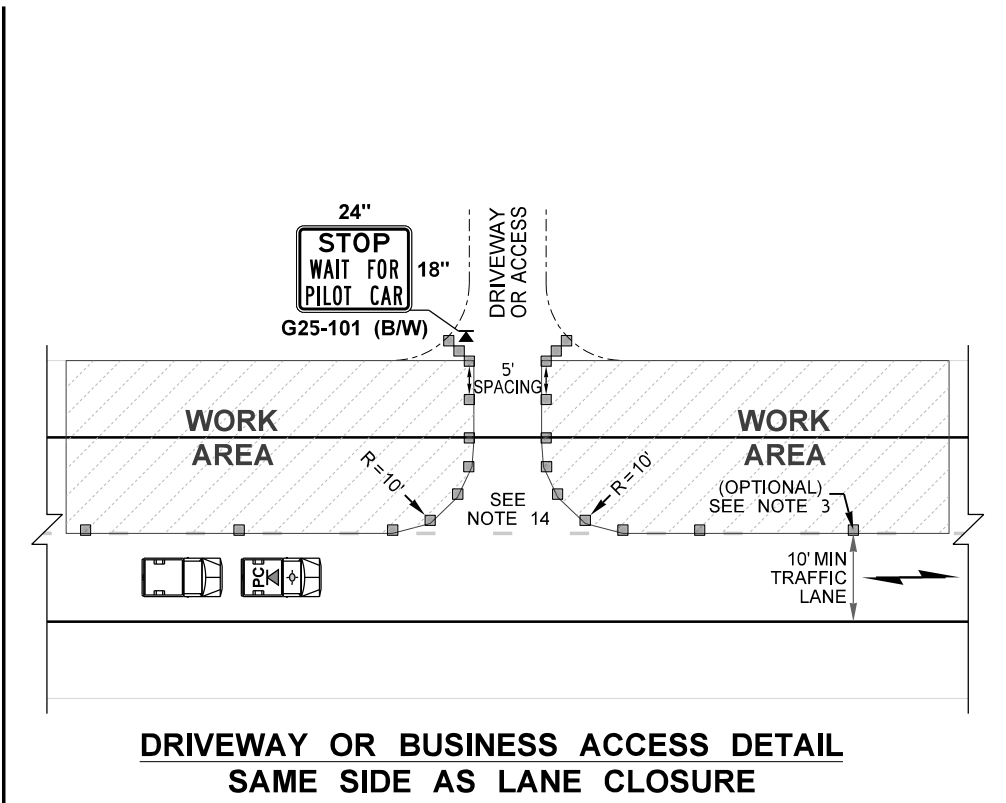 24"
STOP
WAIT FOR
PILOT CAR
18"
G25-101 (B/W)
DRIVEWAY
OR ACCESS
5'
SPACING
WORK
AREA
WORK
AREA
R=10'
R=10'
SEE
NOTE 14
(OPTIONAL)
SEE NOTE 3
PC
10' MIN
TRAFFIC
LANE
DRIVEWAY OR BUSINESS ACCESS DETAIL
SAME SIDE AS LANE CLOSURE